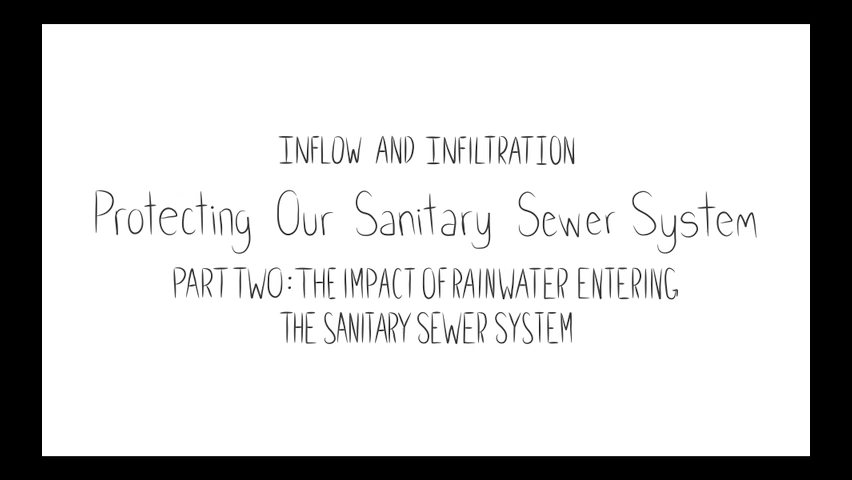 INFLOW AND INFILTRATION
Protecting Our Sanitary Sewer System
PART TWO: THE IMPACT OF RAINWATER ENTERING
THE SANITARY SEWER SYSTEM